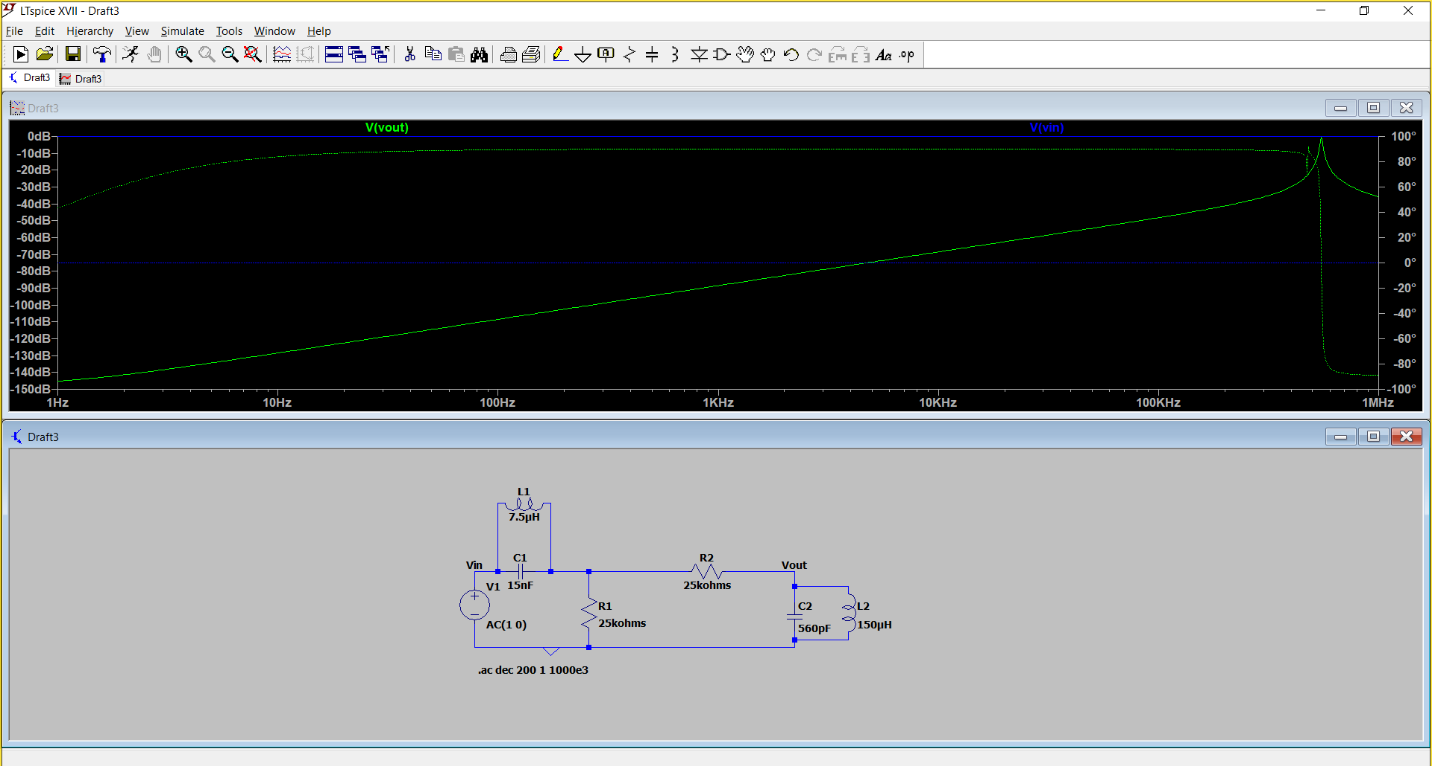 LTspice XVII - Draft3
File Edit Hierarchy View Simulate Tools Window Help
Draft3 Draft3
Draft3
V(vout) V(vin)
0dB 100°
-10dB 80°
-20dB
-30dB 60°
-40dB 40°
-50dB
-60dB 20°
-70dB 0°
-80dB
-90dB -20°
-100dB -40°
-110dB
-120dB -60°
-130dB -80°
-140dB
-150dB -100°
1Hz 10Hz 100Hz 1KHz 10KHz 100KHz 1MHz
Draft3
L1
7.5µH
Vin C1 R2 Vout
V1 15nF 25kohms
R1 C2 L2
AC(1 0) 25kohms 560pF 150µH
.ac dec 200 1 1000e3